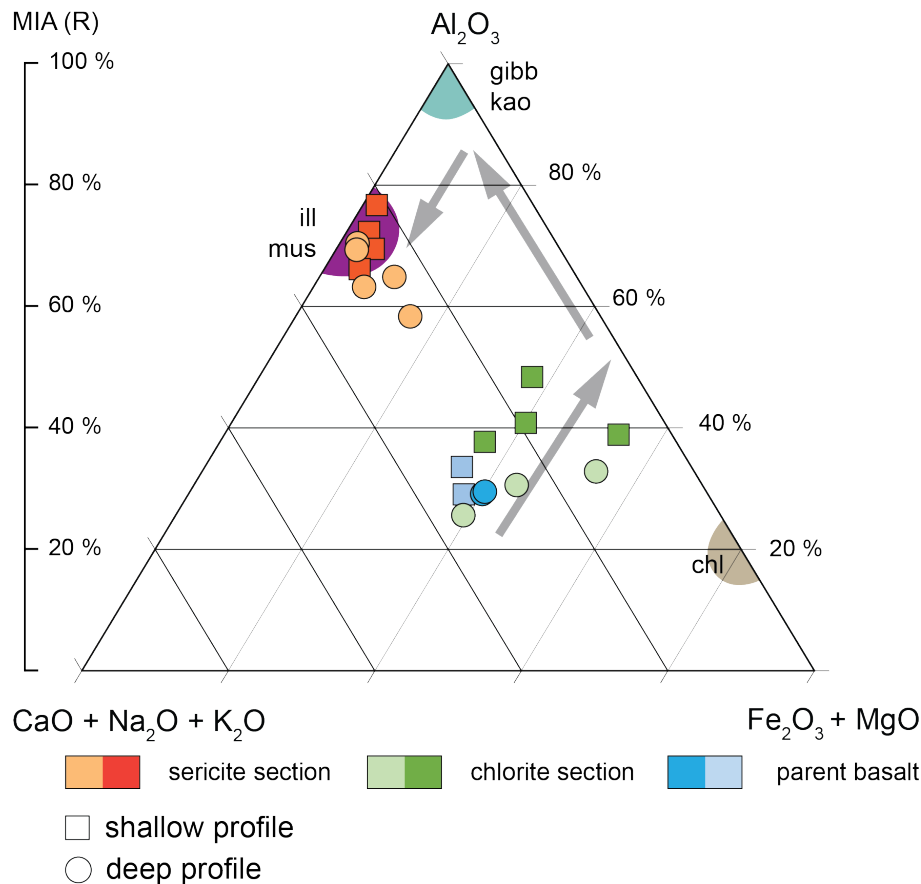 MIA (R)
Al₂O₃
100 %
gibb
kao
80 %
80 %
ill
mus
60 %
60 %
40 %
40 %
20 %
20 %
chl
CaO + Na₂O + K₂O
Fe₂O₃ + MgO
sericite section
chlorite section
parent basalt
shallow profile
deep profile